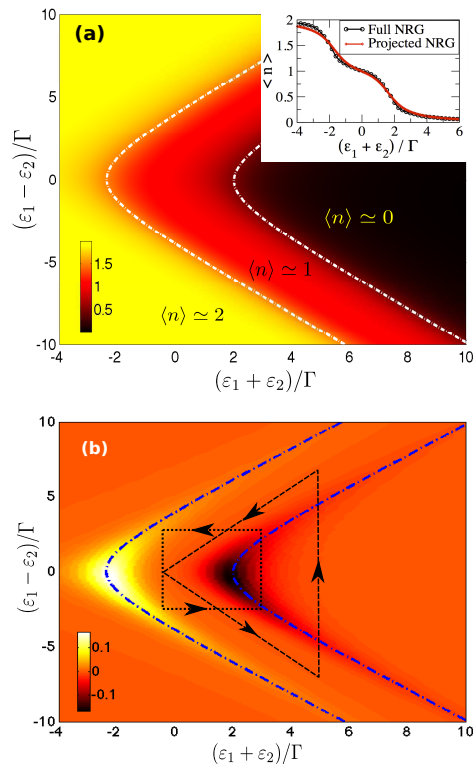 (a)
10
5
0
-5
-10
(ε₁ − ε₂)/Γ
-4 -2 0 2 4 6 8 10
(ε₁ + ε₂)/Γ
1.5
1
0.5
⟨n⟩ ≃ 0
⟨n⟩ ≃ 1
⟨n⟩ ≃ 2
Full NRG
Projected NRG
2
1.5
1
0.5
0
< n >
-4 -2 0 2 4 6
(ε₁ + ε₂) / Γ
(b)
10
5
0
-5
-10
(ε₁ − ε₂)/Γ
0.1
0
-0.1
-4 -2 0 2 4 6 8 10
(ε₁ + ε₂)/Γ